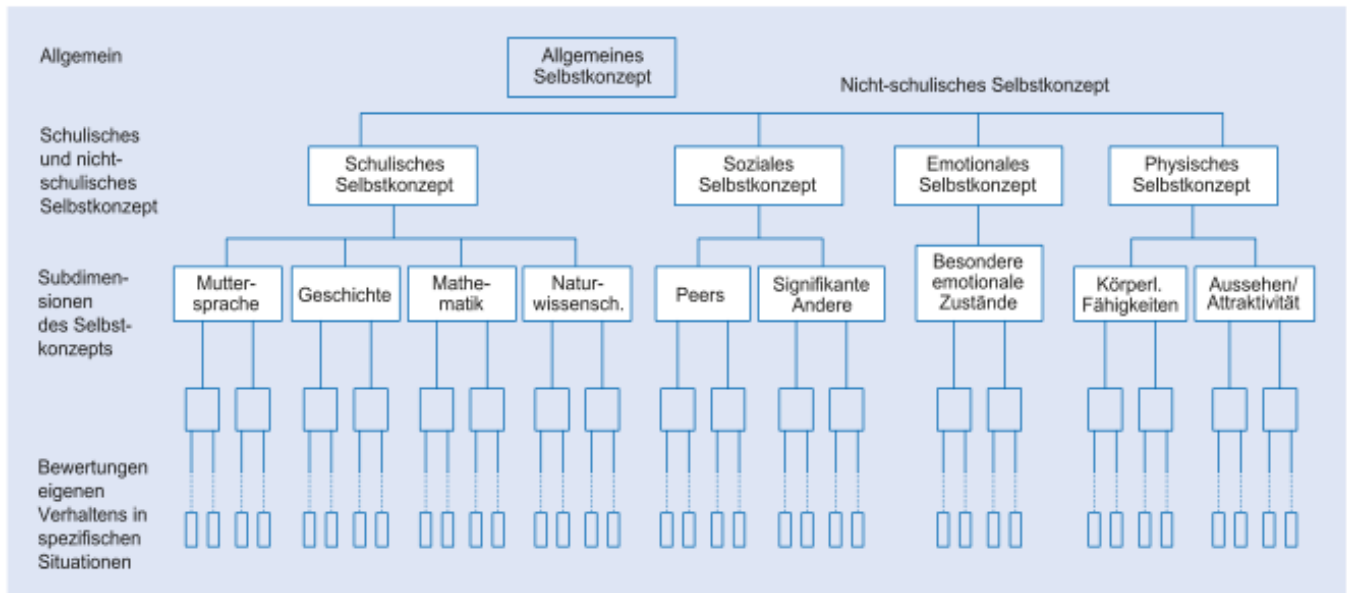 Allgemein
Allgemeines
Selbstkonzept
Nicht-schulisches Selbstkonzept
Schulisches
und nicht-
schulisches
Selbstkonzept
Schulisches
Selbstkonzept
Soziales
Selbstkonzept
Emotionales
Selbstkonzept
Physisches
Selbstkonzept
Subdimen-
sionen
des Selbst-
konzepts
Mutter-
sprache
Geschichte
Mathe-
matik
Natur-
wissensch.
Peers
Signifikante
Andere
Besondere
emotionale
Zustände
Körperl.
Fähigkeiten
Aussehen/
Attraktivität
Bewertungen
eigenen
Verhaltens in
spezifischen
Situationen